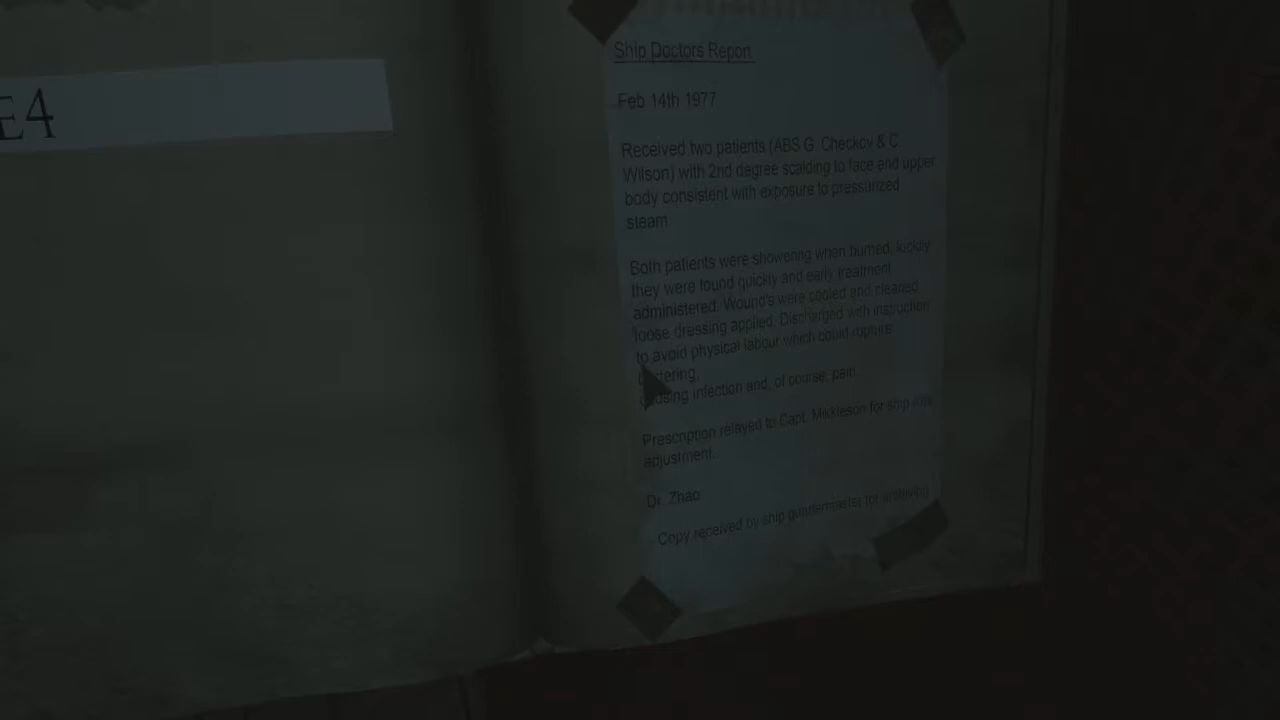 E4
Ship Doctors Report
Feb 14th 1977
Received two patients (ABS G. Checkov & C
Wilson) with 2nd degree scalding to face and upper
body consistent with exposure to pressurized
steam
Both patients were showering when burned, luckily
they were found quickly and early treatment
administered. Wound's were cooled and cleaned
loose dressing applied. Discharged with instruction
to avoid physical labour which could rupture
causing infection and, of course, pain.
Prescription relayed to Capt. Mikkleson for ship
adjustment.
Dr. Zhao
Copy received by ship quartermaster for archiving